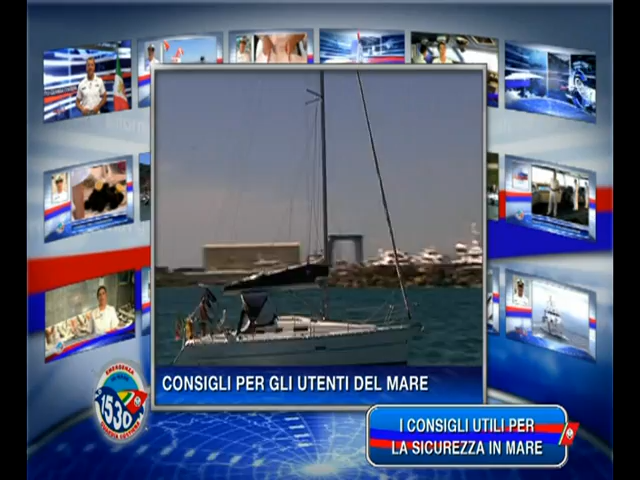 CONSIGLI PER GLI UTENTI DEL MARE
EMERGENZA
1530
GUARDIA COSTIERA
I CONSIGLI UTILI PER
LA SICUREZZA IN MARE